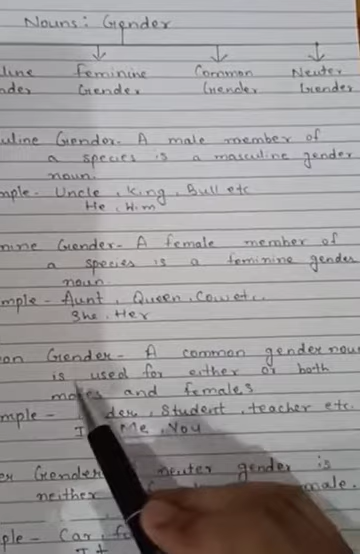 Nouns: Gender
line Feminine Common Neuter
der Gender Gender Gender
uline Gender- A male member of
a species is a masculine gender
noun.
mple- Uncle, King, Bull etc
He, Him
nine Gender- A female member of
a species is a feminine gender
noun.
mple- Aunt, Queen, Cow etc.
She, Her
on Gender- A common gender noun
is used for either or both
males and females
mple- der, Student, teacher etc.
I Me, You
er Gender neuter gender is
neither male.
ple- Car,
It